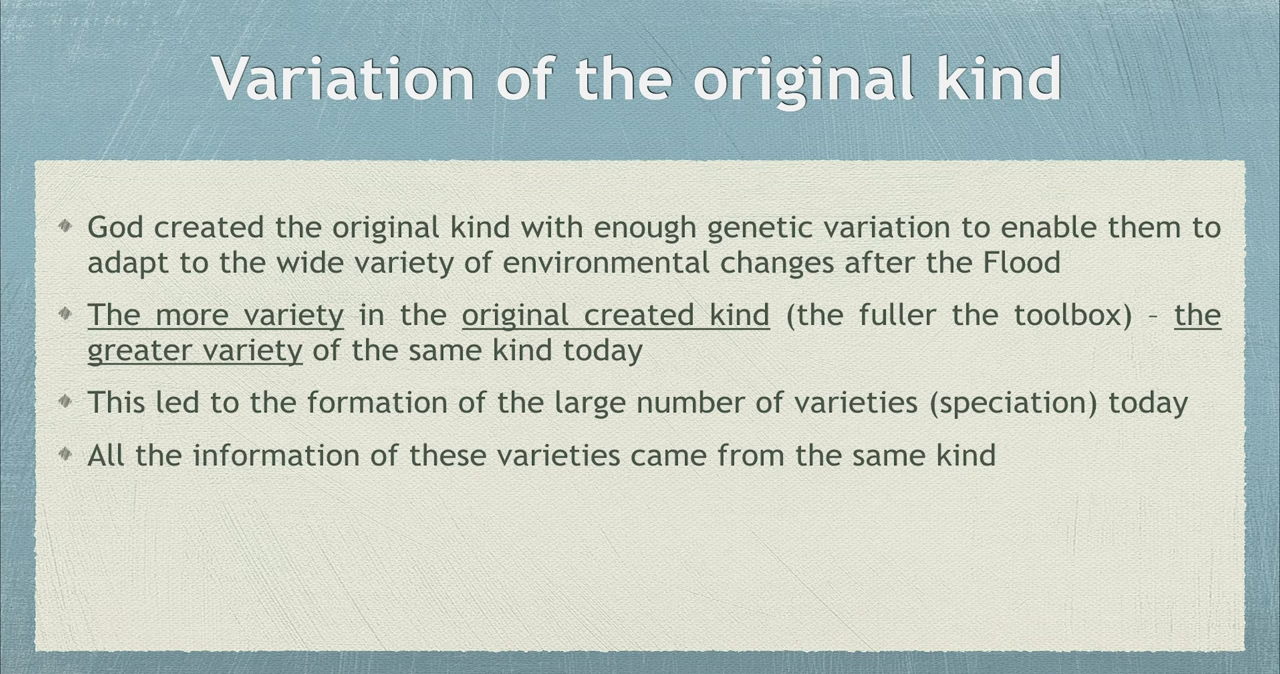 Variation of the original kind
God created the original kind with enough genetic variation to enable them to
adapt to the wide variety of environmental changes after the Flood
The more variety in the original created kind (the fuller the toolbox) – the
greater variety of the same kind today
This led to the formation of the large number of varieties (speciation) today
All the information of these varieties came from the same kind